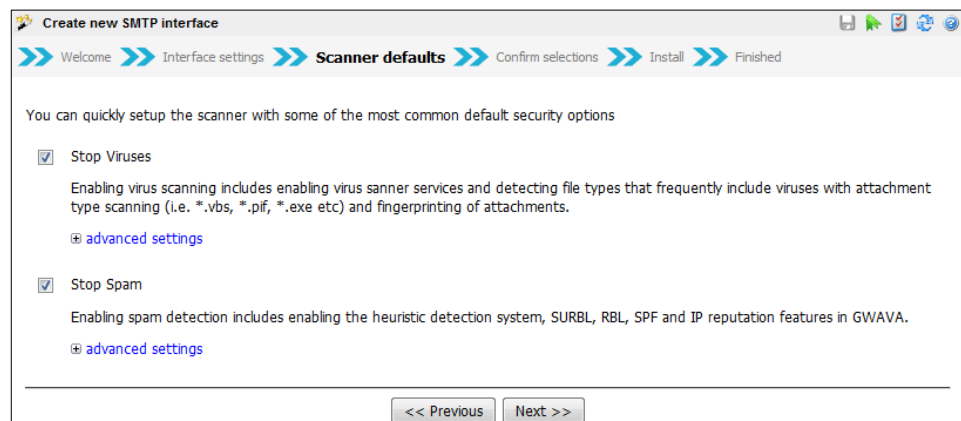 Create new SMTP interface
Welcome Interface settings Scanner defaults Confirm selections Install Finished
You can quickly setup the scanner with some of the most common default security options
Stop Viruses
Enabling virus scanning includes enabling virus sanner services and detecting file types that frequently include viruses with attachment
type scanning (i.e. *.vbs, *.pif, *.exe etc) and fingerprinting of attachments.
advanced settings
Stop Spam
Enabling spam detection includes enabling the heuristic detection system, SURBL, RBL, SPF and IP reputation features in GWAVA.
advanced settings
<< Previous Next >>